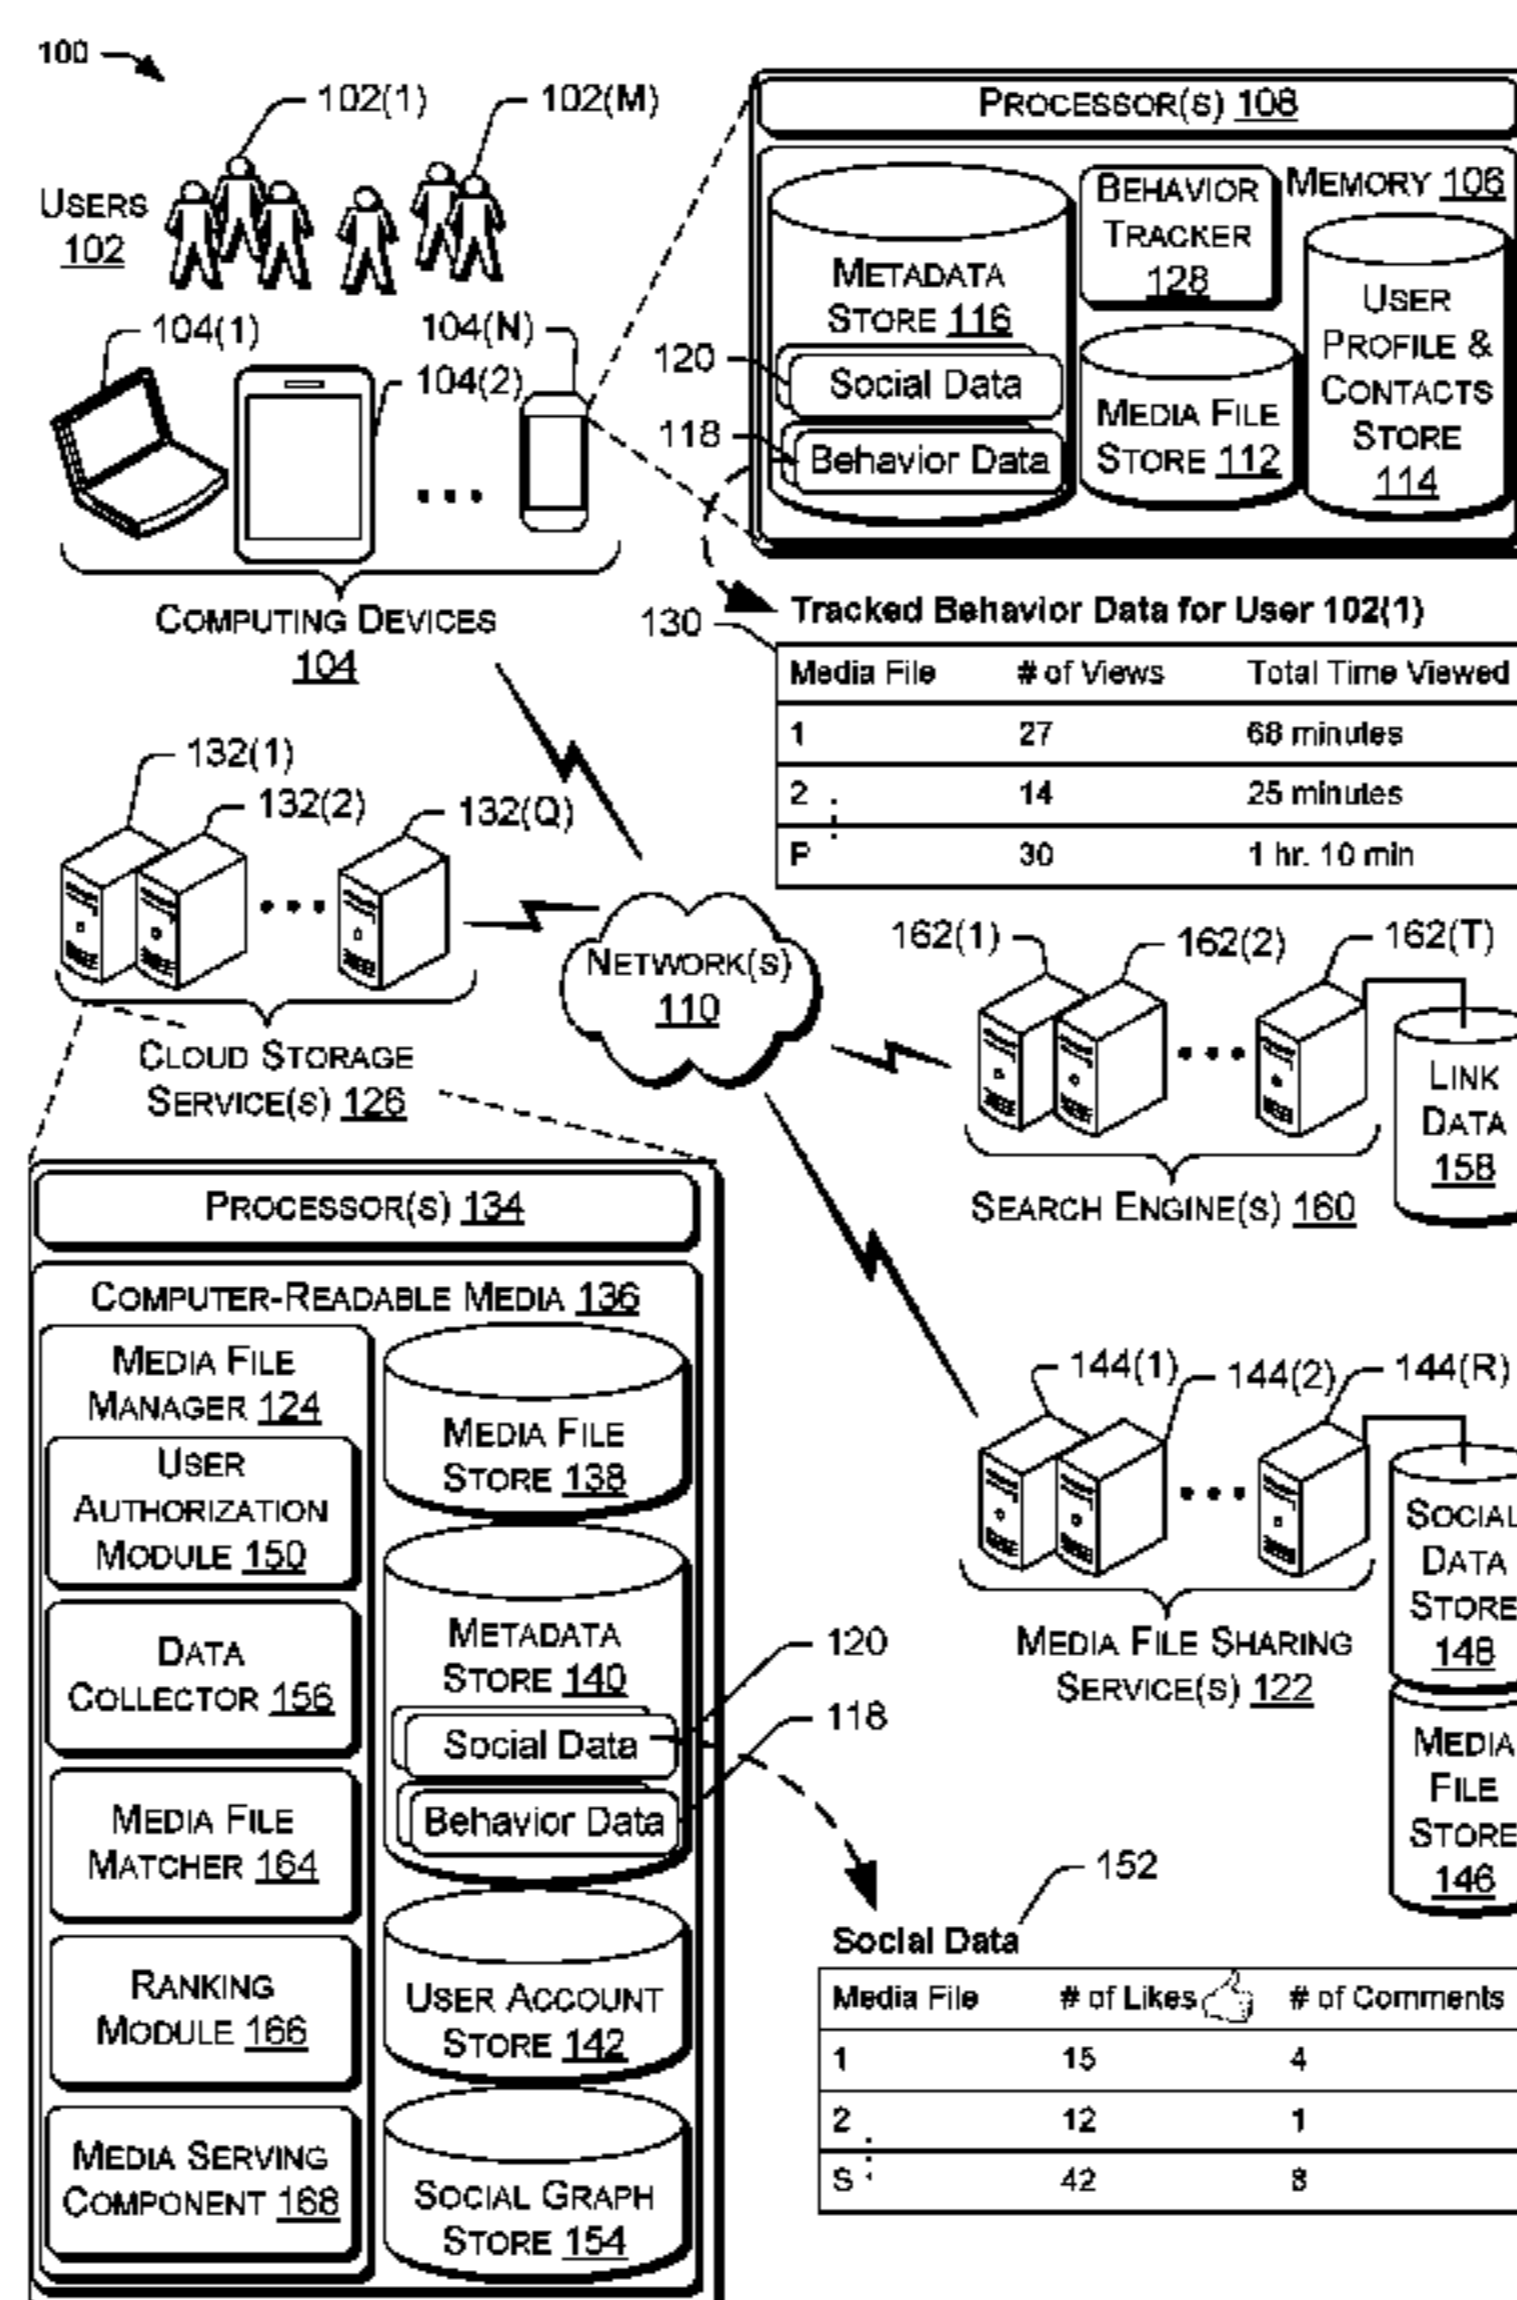 100
102(1)
102(M)
USERS
102
104(1)
104(N)
104(2)
COMPUTING DEVICES
104
PROCESSOR(S) 108
MEMORY 106
METADATA
STORE 116
120
Social Data
118
Behavior Data
BEHAVIOR
TRACKER
128
MEDIA FILE
STORE 112
USER
PROFILE &
CONTACTS
STORE
114
130
Tracked Behavior Data for User 102(1)
Media File # of Views Total Time Viewed
1 27 68 minutes
2 14 25 minutes
P 30 1 hr. 10 min
132(1)
132(2)
132(Q)
CLOUD STORAGE
SERVICE(S) 126
NETWORK(S)
110
162(1)
162(2)
162(T)
SEARCH ENGINE(S) 160
LINK
DATA
158
PROCESSOR(S) 134
COMPUTER-READABLE MEDIA 136
MEDIA FILE
MANAGER 124
USER
AUTHORIZATION
MODULE 150
DATA
COLLECTOR 156
MEDIA FILE
MATCHER 164
RANKING
MODULE 166
MEDIA SERVING
COMPONENT 168
MEDIA FILE
STORE 138
METADATA
STORE 140
Social Data
Behavior Data
120
118
USER ACCOUNT
STORE 142
SOCIAL GRAPH
STORE 154
144(1)
144(2)
144(R)
MEDIA FILE SHARING
SERVICE(S) 122
SOCIAL
DATA
STORE
148
MEDIA
FILE
STORE
146
152
Social Data
Media File # of Likes # of Comments
1 15 4
2 12 1
S 42 8